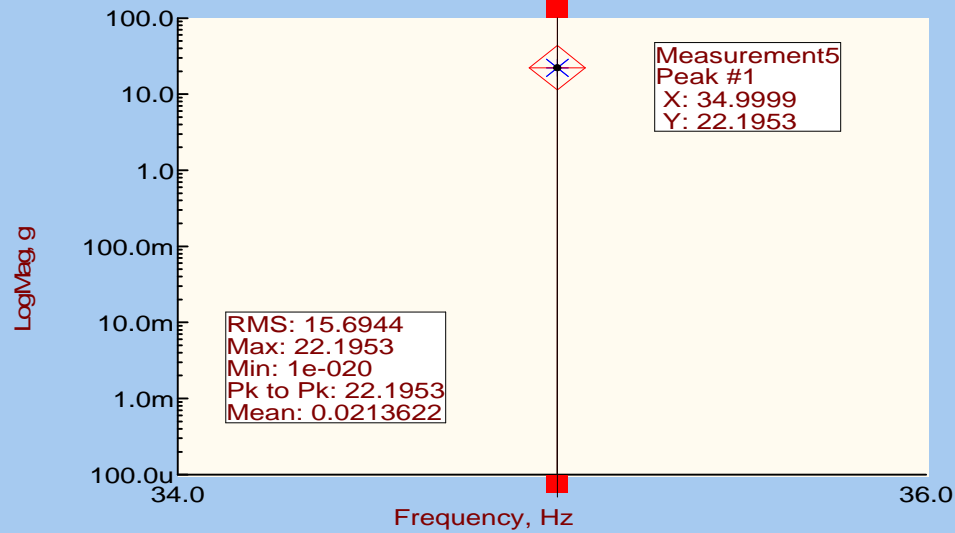 100.0
10.0
1.0
100.0m
10.0m
1.0m
100.0u
LogMag, g
Measurement5
Peak #1
X: 34.9999
Y: 22.1953
RMS: 15.6944
Max: 22.1953
Min: 1e-020
Pk to Pk: 22.1953
Mean: 0.0213622
34.0
36.0
Frequency, Hz